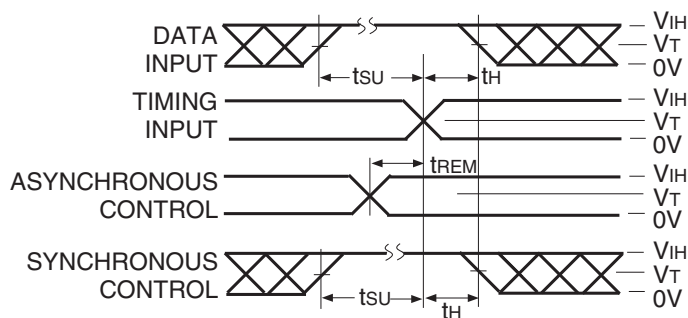 DATA
INPUT
tSU
tH
VIH
VT
0V
TIMING
INPUT
VIH
VT
0V
tREM
ASYNCHRONOUS
CONTROL
VIH
VT
0V
SYNCHRONOUS
CONTROL
tSU
tH
VIH
VT
0V